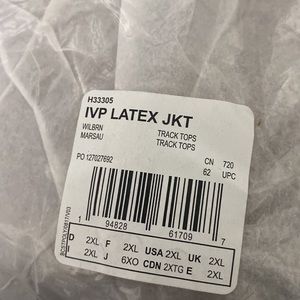 H33305
IVP LATEX JKT
WILBRN TRACK TOPS
MARSAU TRACK TOPS
PO 127027692 CN 720
62 UPC
1 94828 61709 7
D 2XL F 2XL USA 2XL UK 2XL
I 2XL J 6XO CDN 2XTG E 2XL